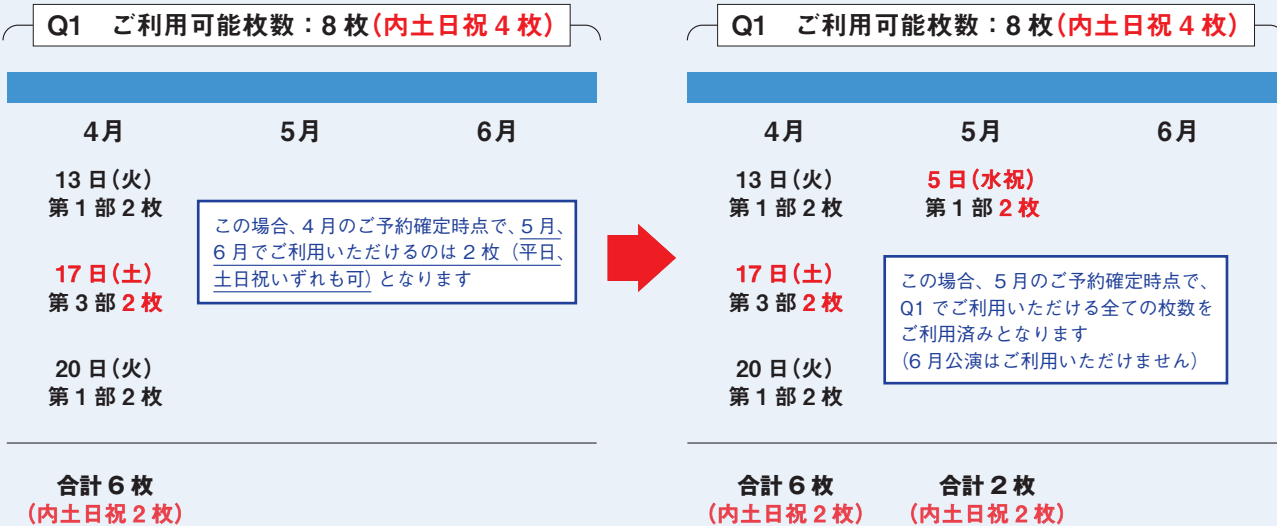 Q1 ご利用可能枚数：8枚(内土日祝4枚)
4月 5月 6月
13日(火)
第1部2枚
17日(土)
第3部2枚
20日(火)
第1部2枚
この場合、4月のご予約確定時点で、5月、
6月でご利用いただけるのは2枚（平日、
土日祝いずれも可）となります
合計6枚
(内土日祝2枚)
Q1 ご利用可能枚数：8枚(内土日祝4枚)
4月 5月 6月
13日(火)
第1部2枚
17日(土)
第3部2枚
20日(火)
第1部2枚
5日(水祝)
第1部2枚
この場合、5月のご予約確定時点で、
Q1でご利用いただける全ての枚数を
ご利用済みとなります
(6月公演はご利用いただけません)
合計6枚 合計2枚
(内土日祝2枚) (内土日祝2枚)